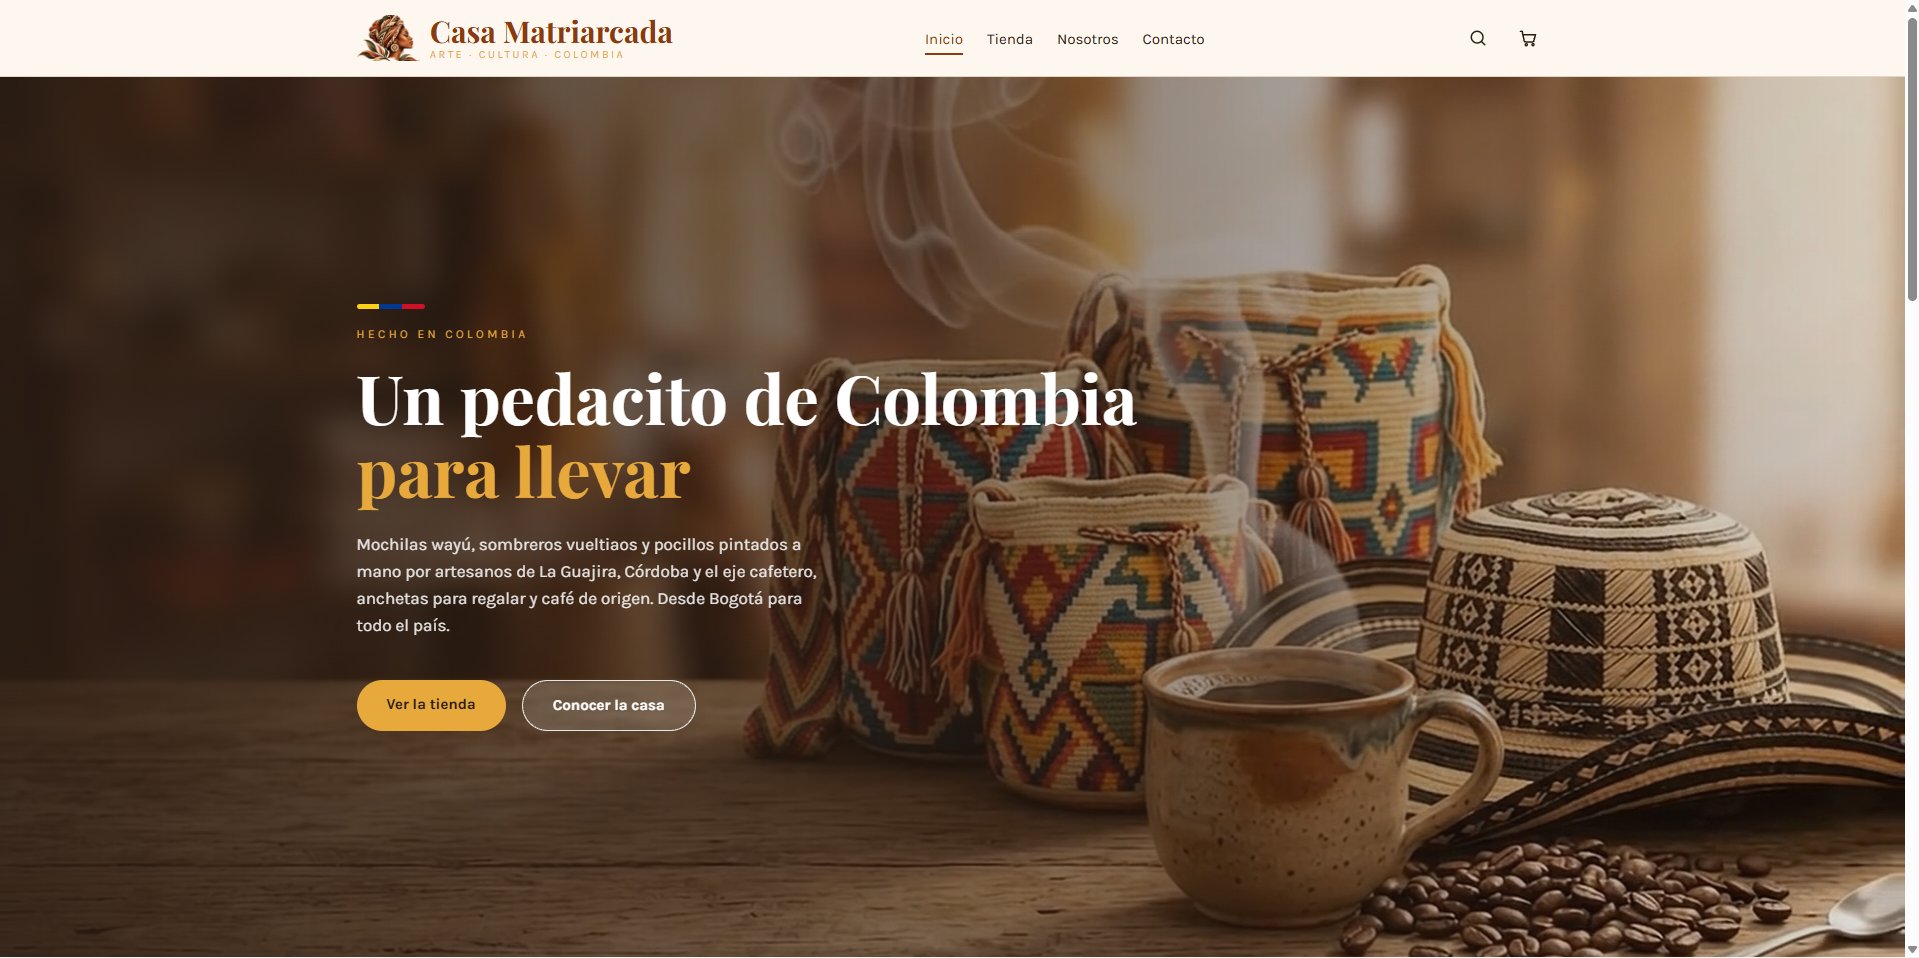 Casa Matriarcada
ARTE · CULTURA · COLOMBIA
Inicio
Tienda
Nosotros
Contacto
HECHO EN COLOMBIA
Un pedacito de Colombia
para llevar
Mochilas wayú, sombreros vueltiaos y pocillos pintados a
mano por artesanos de La Guajira, Córdoba y el eje cafetero,
anchetas para regalar y café de origen. Desde Bogotá para
todo el país.
Ver la tienda
Conocer la casa